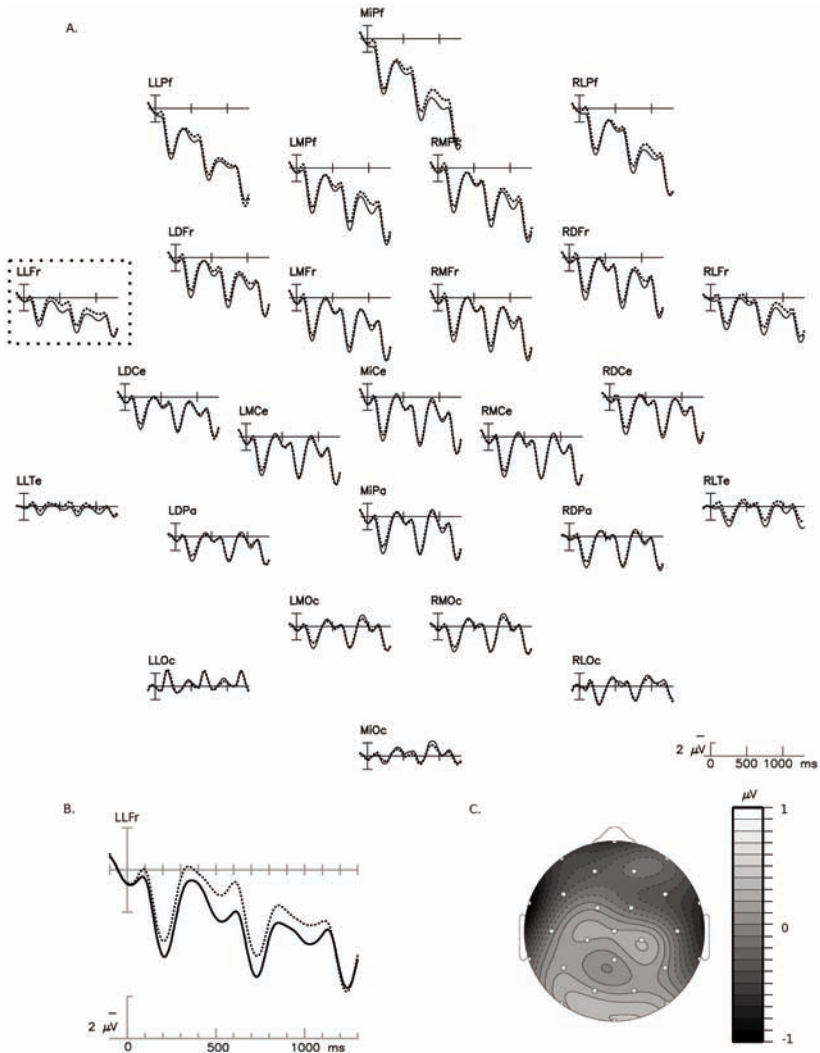 A.
MiPf
LLPf
RLPf
LMPf
RMPf
LDFr
RDFr
LLFr
LMFr
RMFr
RLFr
LDCe
MiCe
RDCe
LMCe
RMCe
LLTe
MiPa
RLTe
LDPa
RDPa
LMOc
RMOc
LLOc
RLOc
MiOc
2 μV
0 500 1000 ms
B.
LLFr
2 μV
0 500 1000 ms
C.
μV
1
0
-1